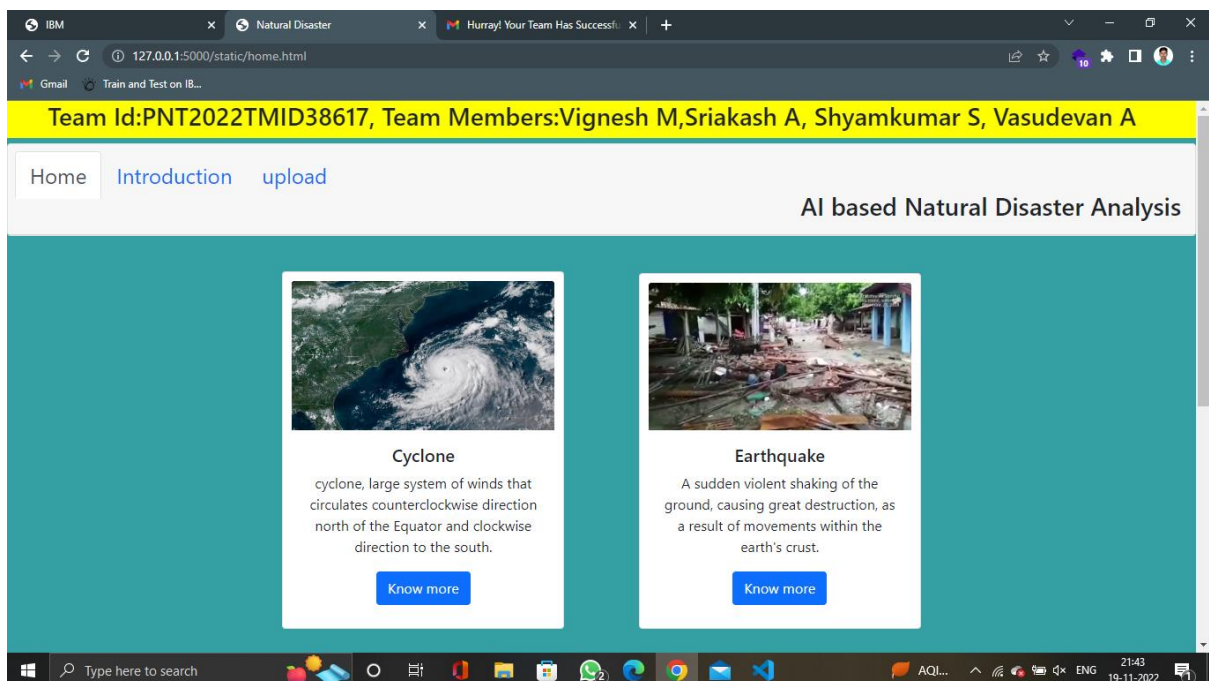 IBM
Natural Disaster
Hurray! Your Team Has Successfu
127.0.0.1:5000/static/home.html
10
Gmail
Train and Test on IB...
Team Id:PNT2022TMID38617, Team Members:Vignesh M,Sriakash A, Shyamkumar S, Vasudevan A
Home Introduction upload
AI based Natural Disaster Analysis
Cyclone
cyclone, large system of winds that
circulates counterclockwise direction
north of the Equator and clockwise
direction to the south.
Know more
Earthquake
A sudden violent shaking of the
ground, causing great destruction, as
a result of movements within the
earth's crust.
Know more
Type here to search
2
AQI...
ENG
21:43
19-11-2022
1